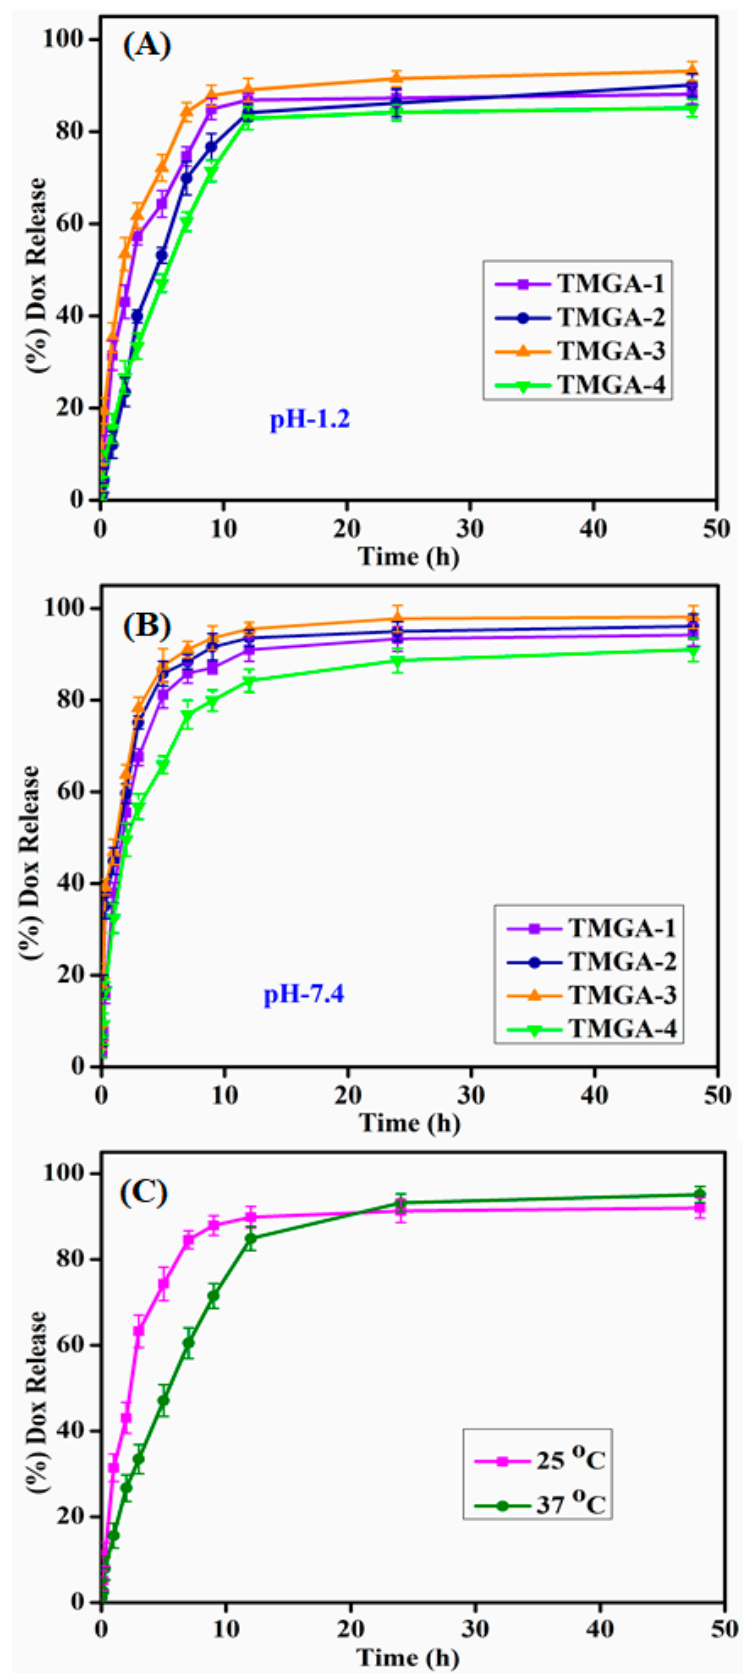 (A)
100
80
60
40
20
0
(%) Dox Release
TMGA-1
TMGA-2
TMGA-3
TMGA-4
pH-1.2
0 10 20 30 40 50
Time (h)
(B)
100
80
60
40
20
0
(%) Dox Release
TMGA-1
TMGA-2
TMGA-3
TMGA-4
pH-7.4
0 10 20 30 40 50
Time (h)
(C)
100
80
60
40
20
0
(%) Dox Release
25 °C
37 °C
0 10 20 30 40 50
Time (h)